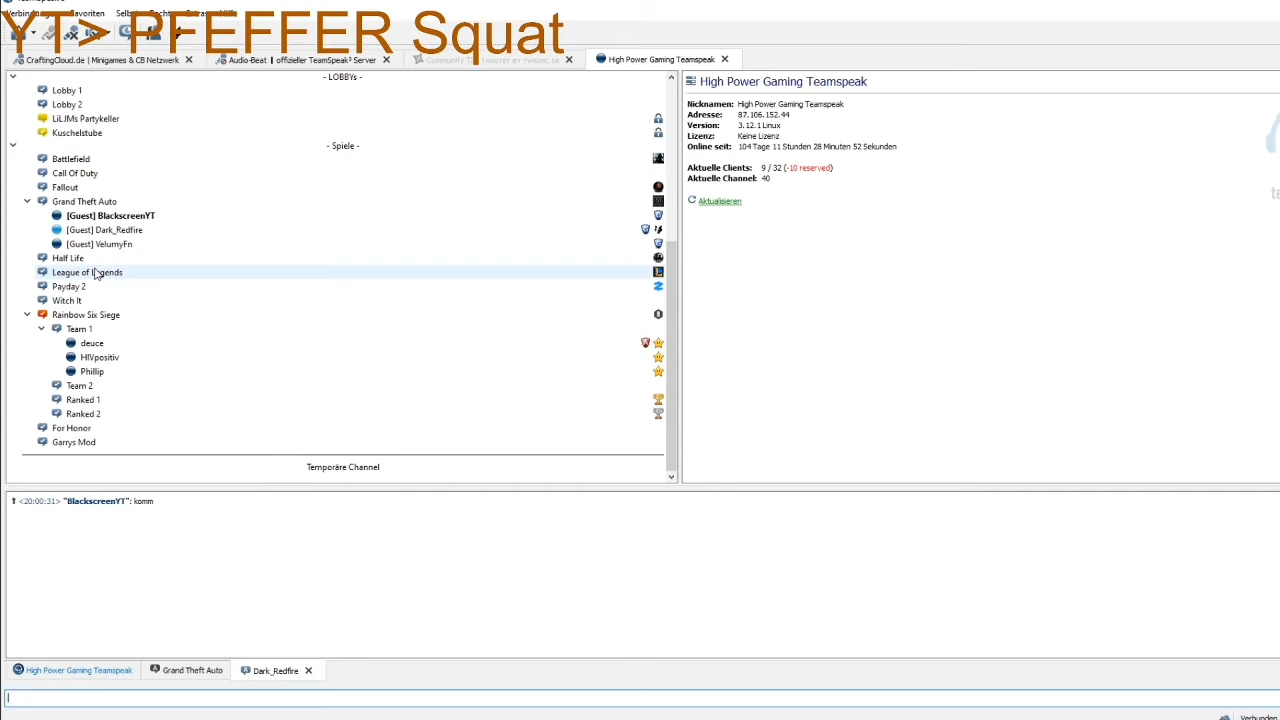 YT> PFEFFER Squat
Favoriten
CraftingCloud.de | Minigames & CB Netzwerk
Audio-Beat | offizieller TeamSpeak³ Server
High Power Gaming Teamspeak
- LOBBYs -
Lobby 1
Lobby 2
LiLJMs Partykeller
Kuschelstube
- Spiele -
Battlefield
Call Of Duty
Fallout
Grand Theft Auto
[Guest] BlackscreenYT
[Guest] Dark_Redfire
[Guest] VelumyFn
Half Life
League of Legends
Payday 2
Witch It
Rainbow Six Siege
Team 1
deuce
HIVpositiv
Phillip
Team 2
Ranked 1
Ranked 2
For Honor
Garrys Mod
Temporäre Channel
High Power Gaming Teamspeak
Nicknamen: High Power Gaming Teamspeak
Adresse: 87.106.152.44
Version: 3.12.1 Linux
Lizenz: Keine Lizenz
Online seit: 104 Tage 11 Stunden 28 Minuten 52 Sekunden
Aktuelle Clients: 9 / 32 (-10 reserved)
Aktuelle Channel: 40
Aktualisieren
<20:00:31> "BlackscreenYT": komm
High Power Gaming Teamspeak
Grand Theft Auto
Dark_Redfire
Verbunden